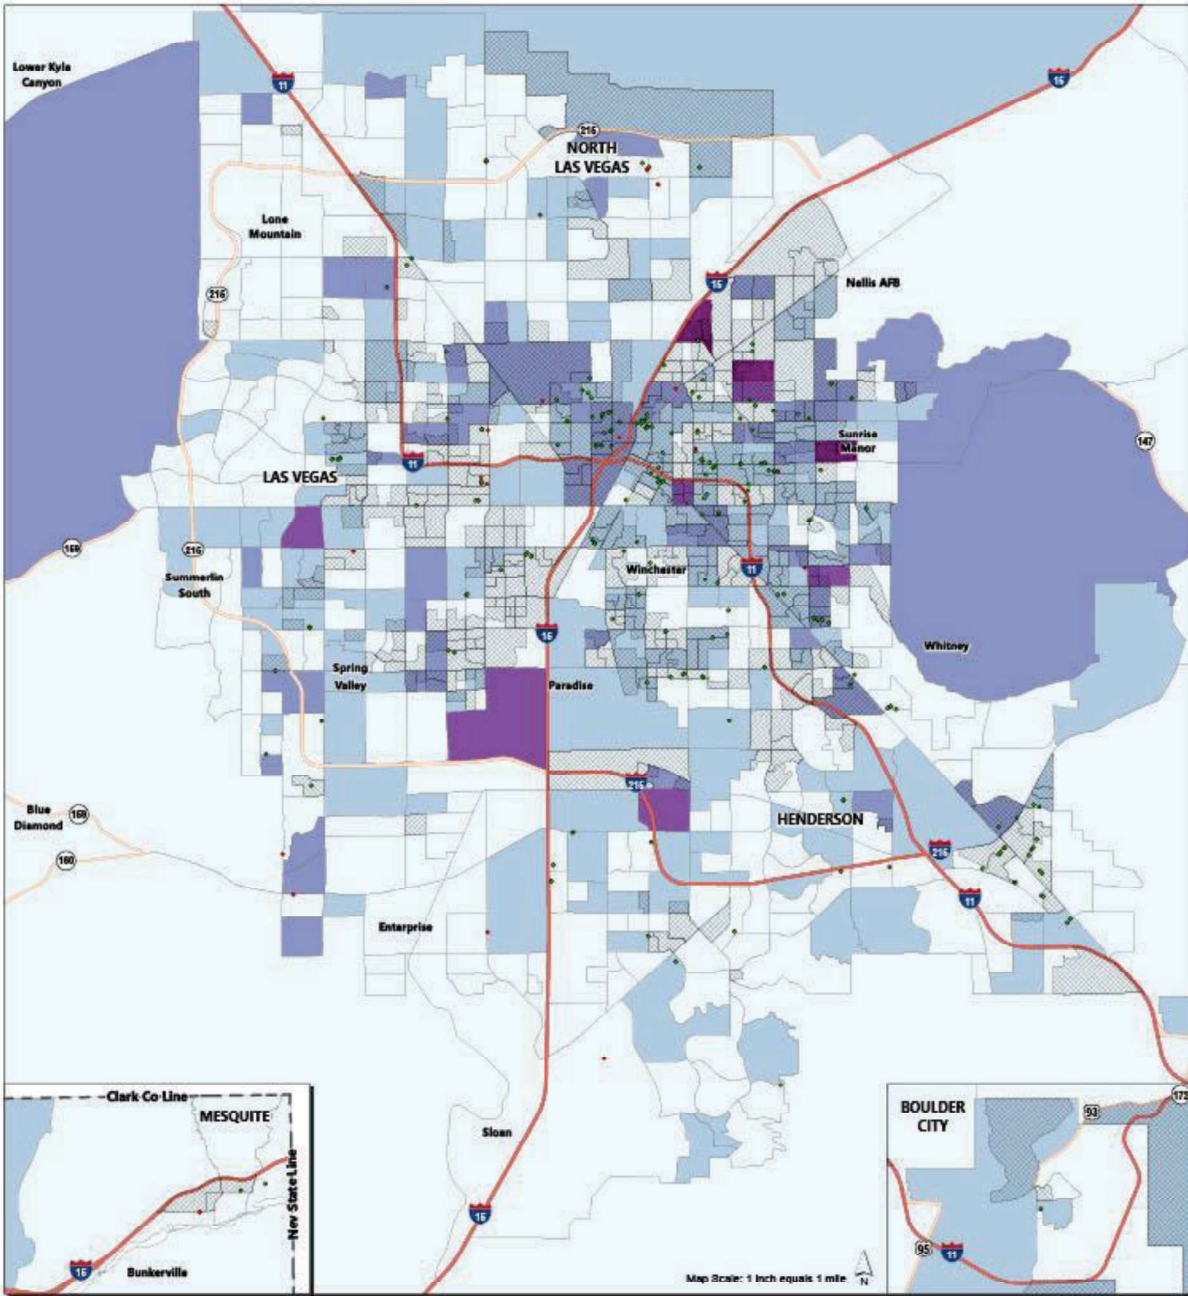 Lower Kyle
Canyon
11
15
215
NORTH
LAS VEGAS
Lone
Mountain
215
15
Nellis AFB
Sunrise
Manor
147
LAS VEGAS
11
159
215
Summerlin
South
Winchester
11
15
Whitney
Spring
Valley
Paradise
215
Blue
Diamond
159
160
HENDERSON
215
11
Enterprise
Clark Co Line
MESQUITE
Nev State Line
15
Bunkerville
Sloan
15
Map Scale: 1 inch equals 1 mile
N
BOULDER
CITY
93
173
95
11